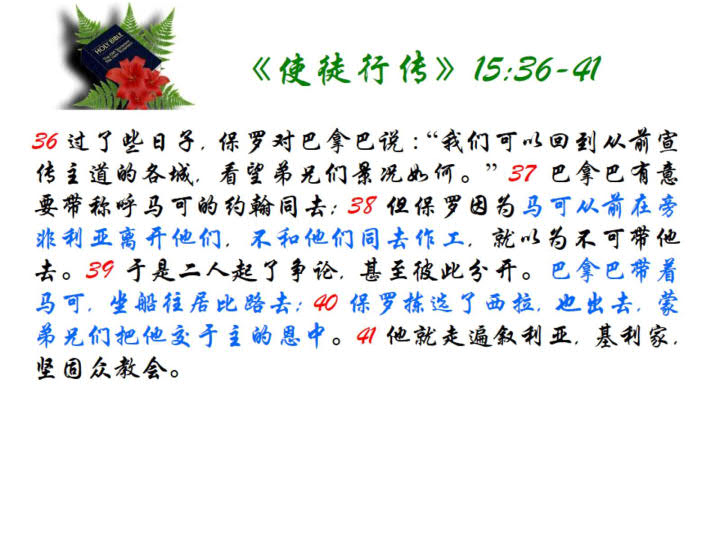 HOLY BIBLE
《使徒行传》15:36-41
36 过了些日子，保罗对巴拿巴说：“我们可以回到从前宣
传主道的各城，看望弟兄们景况如何。” 37 巴拿巴有意
要带称呼马可的约翰同去；38 但保罗因为马可从前在旁
非利亚离开他们，不和他们同去作工，就以为不可带他
去。39 于是二人起了争论，甚至彼此分开。巴拿巴带着
马可，坐船往居比路去；40 保罗拣选了西拉，也出去，蒙
弟兄们把他交于主的恩中。41 他就走遍叙利亚，基利家，
坚固众教会。